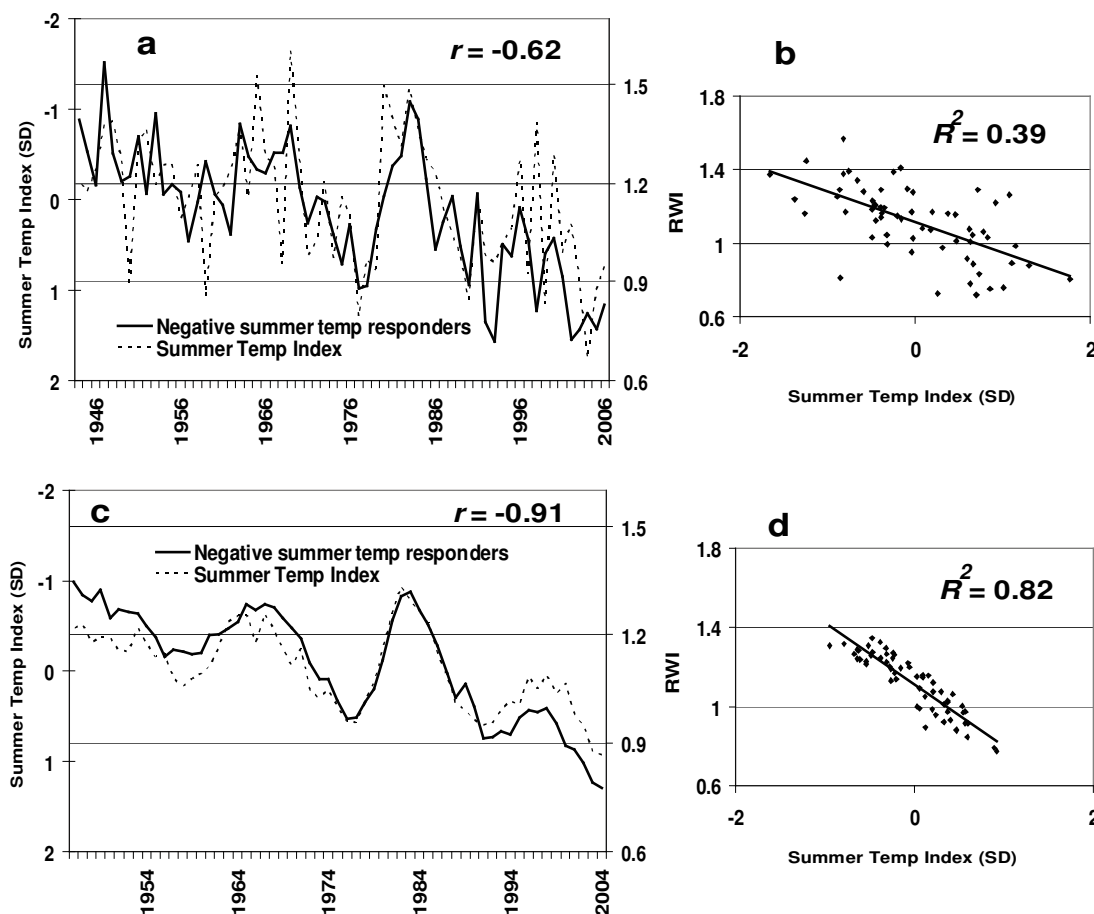 a
r = -0.62
Summer Temp Index (SD)
-2
-1
0
1
2
1.5
1.2
0.9
0.6
Negative summer temp responders
Summer Temp Index
1946
1956
1966
1976
1986
1996
2006
b
R2 = 0.39
RWI
1.8
1.4
1
0.6
-2
0
2
Summer Temp Index (SD)
c
r = -0.91
Summer Temp Index (SD)
-2
-1
0
1
2
1.5
1.2
0.9
0.6
Negative summer temp responders
Summer Temp Index
1954
1964
1974
1984
1994
2004
d
R2 = 0.82
RWI
1.8
1.4
1
0.6
-2
0
2
Summer Temp Index (SD)